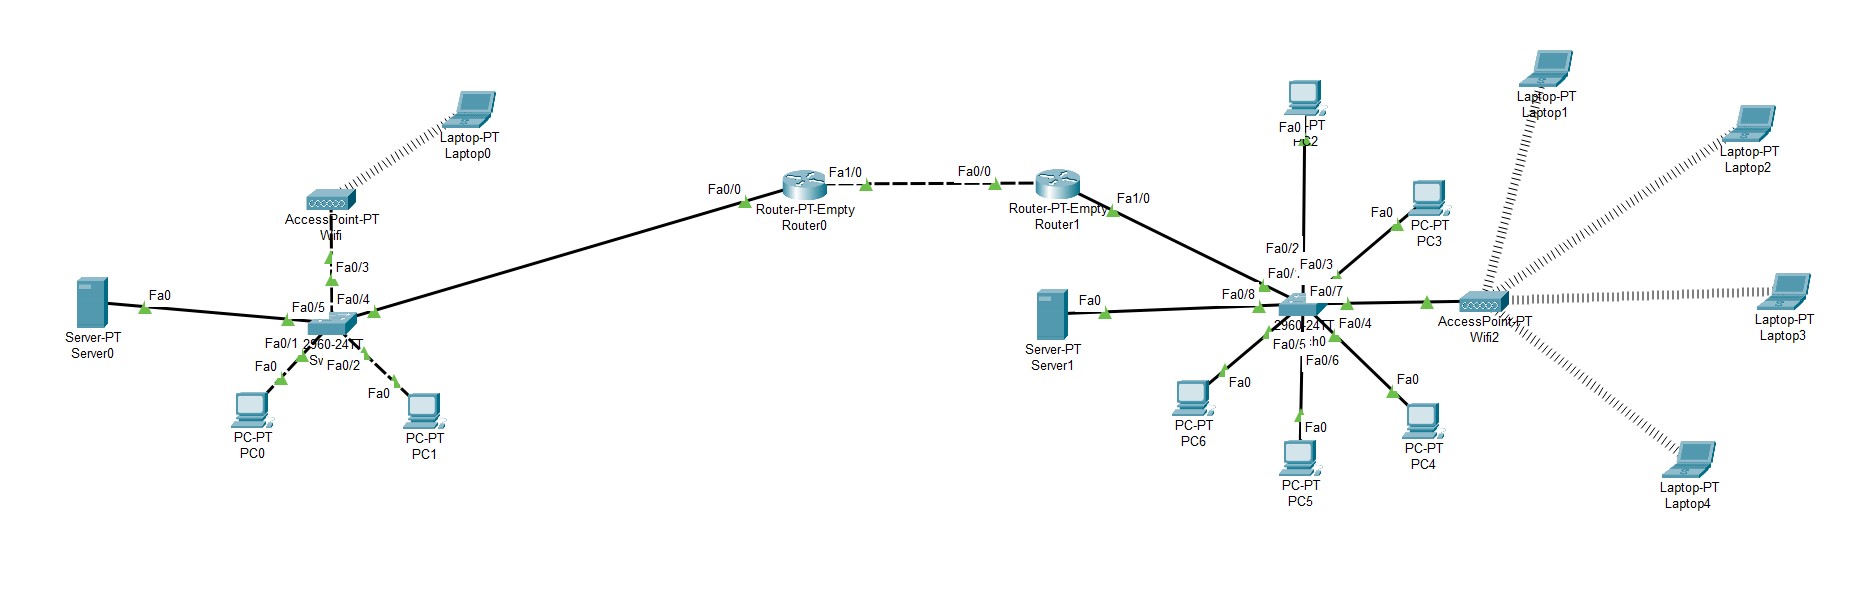 Laptop-PT
Laptop0
AccessPoint-PT
Wifi
Fa0/3
Fa0
Server-PT
Server0
Fa0/5
Fa0/4
Fa0/1
2960-24TT
Fa0/2
Fa0
PC-PT
PC0
Fa0
PC-PT
PC1
Fa0/0
Fa1/0
Router-PT-Empty
Router0
Fa0/0
Fa1/0
Router-PT-Empty
Router1
Fa0
Server-PT
Server1
Fa0
Fa0/2
Fa0/3
Fa0/7
Fa0/8
2960-24TT
Fa0/4
Fa0/5
Fa0/6
Fa0
PC-PT
PC3
Fa0
PC-PT
PC6
Fa0
PC-PT
PC5
Fa0
PC-PT
PC4
AccessPoint-PT
Wifi2
Laptop-PT
Laptop1
Laptop-PT
Laptop2
Laptop-PT
Laptop3
Laptop-PT
Laptop4